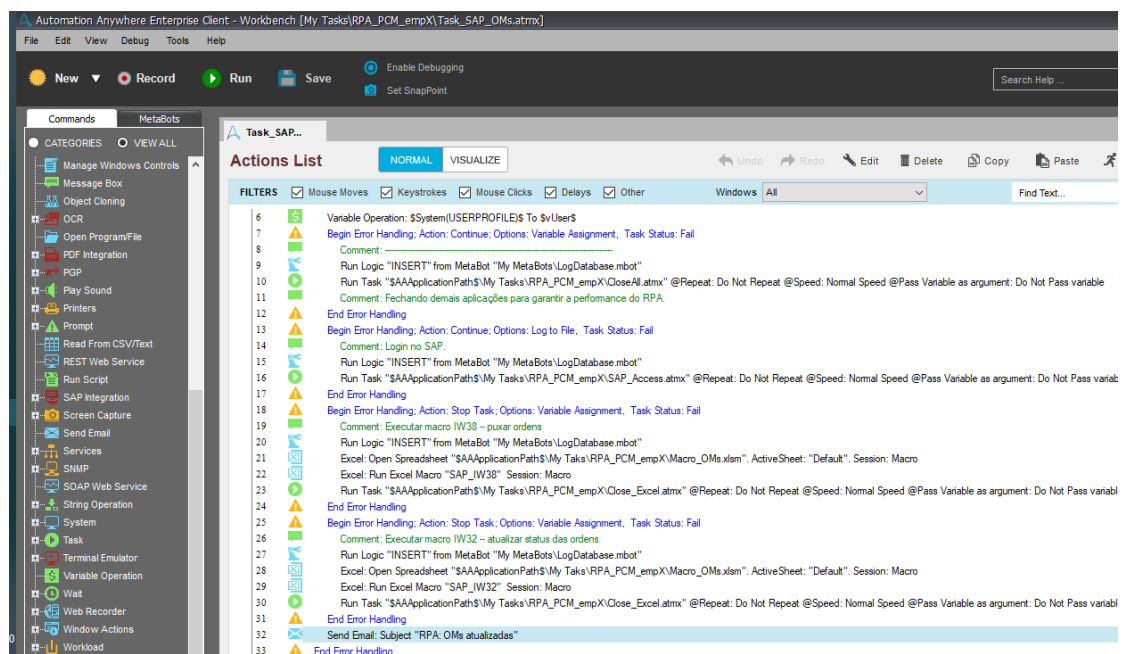 Automation Anywhere Enterprise Client - Workbench [My Tasks\RPA_PCM_empX\Task_SAP_OMs.atmx]
File Edit View Debug Tools Help
New Record Run Save
Enable Debugging
Set SnapPoint
Search Help ...
Commands MetaBots
CATEGORIES VIEW ALL
Manage Windows Controls
Message Box
Object Cloning
OCR
Open Program/File
PDF Integration
PGP
Play Sound
Printers
Prompt
Read From CSV/Text
REST Web Service
Run Script
SAP Integration
Screen Capture
Send Email
Services
SNMP
SOAP Web Service
String Operation
System
Task
Terminal Emulator
Variable Operation
Wait
Web Recorder
Window Actions
Workload
Task_SAP...
Actions List NORMAL VISUALIZE Undo Redo Edit Delete Copy Paste
FILTERS Mouse Moves Keystrokes Mouse Clicks Delays Other Windows All Find Text...
6 Variable Operation: $System(USERPROFILE)$ To $vUser$
7 Begin Error Handling; Action: Continue; Options: Variable Assignment, Task Status: Fail
8 Comment: ------------------------------------------------------------
9 Run Logic "INSERT" from MetaBot "My MetaBots\LogDatabase.mbot"
10 Run Task "$AAApplicationPath$\My Tasks\RPA_PCM_empX\CloseAll.atmx" @Repeat: Do Not Repeat @Speed: Normal Speed @Pass Variable as argument: Do Not Pass variable
11 Comment: Fechando demais aplicações para garantir a performance do RPA.
12 End Error Handling
13 Begin Error Handling; Action: Continue; Options: Log to File, Task Status: Fail
14 Comment: Login no SAP.
15 Run Logic "INSERT" from MetaBot "My MetaBots\LogDatabase.mbot"
16 Run Task "$AAApplicationPath$\My Tasks\RPA_PCM_empX\SAP_Access.atmx" @Repeat: Do Not Repeat @Speed: Normal Speed @Pass Variable as argument: Do Not Pass variab
17 End Error Handling
18 Begin Error Handling; Action: Stop Task; Options: Variable Assignment, Task Status: Fail
19 Comment: Executar macro IW38 – puxar ordens
20 Run Logic "INSERT" from MetaBot "My MetaBots\LogDatabase.mbot"
21 Excel: Open Spreadsheet "$AAApplicationPath$\My Taks\RPA_PCM_empX\Macro_OMs.xlsm". ActiveSheet: "Default". Session: Macro
22 Excel: Run Excel Macro "SAP_IW38" Session: Macro
23 Run Task "$AAApplicationPath$\My Tasks\RPA_PCM_empX\Close_Excel.atmx" @Repeat: Do Not Repeat @Speed: Normal Speed @Pass Variable as argument: Do Not Pass variabl
24 End Error Handling
25 Begin Error Handling; Action: Stop Task; Options: Variable Assignment, Task Status: Fail
26 Comment: Executar macro IW32 – atualizar status das ordens
27 Run Logic "INSERT" from MetaBot "My MetaBots\LogDatabase.mbot"
28 Excel: Open Spreadsheet "$AAApplicationPath$\My Taks\RPA_PCM_empX\Macro_OMs.xlsm". ActiveSheet: "Default". Session: Macro
29 Excel: Run Excel Macro "SAP_IW32" Session: Macro
30 Run Task "$AAApplicationPath$\My Tasks\RPA_PCM_empX\Close_Excel.atmx" @Repeat: Do Not Repeat @Speed: Normal Speed @Pass Variable as argument: Do Not Pass variabl
31 End Error Handling
32 Send Email: Subject "RPA: OMs atualizadas"
33 End Error Handling